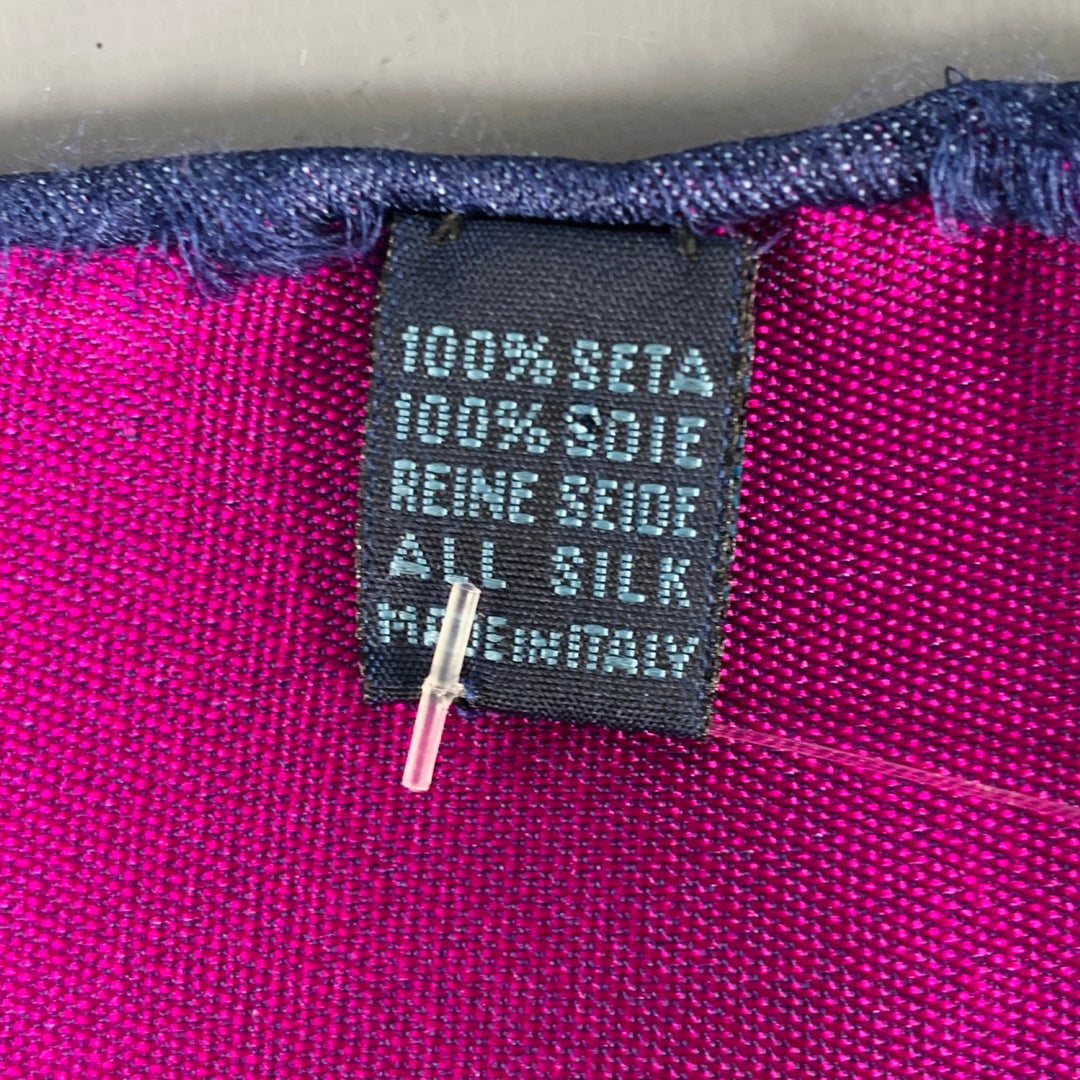 100% SETA
100% SOIE
REINE SEIDE
ALL SILK
MADE IN ITALY